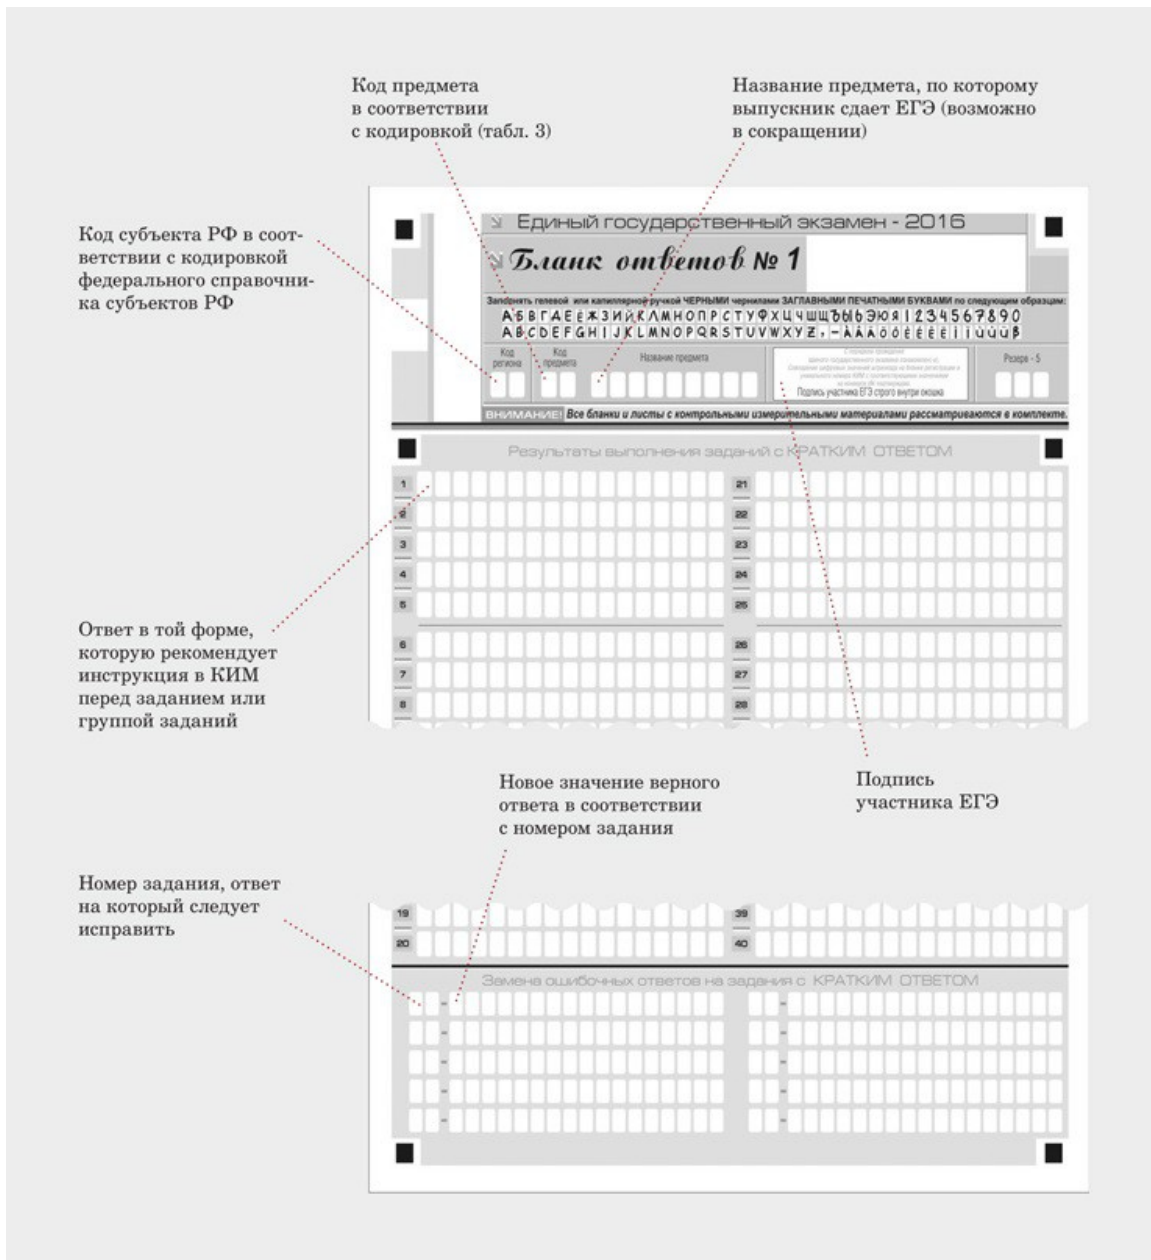 Код предмета
в соответствии
с кодировкой (табл. 3)
Название предмета, по которому
выпускник сдает ЕГЭ (возможно
в сокращении)
Код субъекта РФ в соот-
ветствии с кодировкой
федерального справочни-
ка субъектов РФ
Единый государственный экзамен - 2016
Бланк ответов № 1
Заполнять гелевой или капиллярной ручкой ЧЕРНЫМИ чернилами ЗАГЛАВНЫМИ ПЕЧАТНЫМИ БУКВАМИ по следующим образцам:
АБВГДЕЁЖЗИЙКЛМНОПРСТУФХЦЧШЩЪЫЬЭЮЯ1234567890
ABCDEFGHIJKLMNOPQRSTUVWXYZ,-
Код региона
Код предмета
Название предмета
Подпись участника ЕГЭ строго внутри окошка
Резерв - 5
ВНИМАНИЕ! Все бланки и листы с контрольными измерительными материалами рассматриваются в комплекте.
Результаты выполнения заданий с КРАТКИМ ОТВЕТОМ
1
2
3
4
5
6
7
8
21
22
23
24
25
26
27
28
Ответ в той форме,
которую рекомендует
инструкция в КИМ
перед заданием или
группой заданий
Новое значение верного
ответа в соответствии
с номером задания
Подпись
участника ЕГЭ
Номер задания, ответ
на который следует
исправить
19
20
39
40
Замена ошибочных ответов на задания с КРАТКИМ ОТВЕТОМ